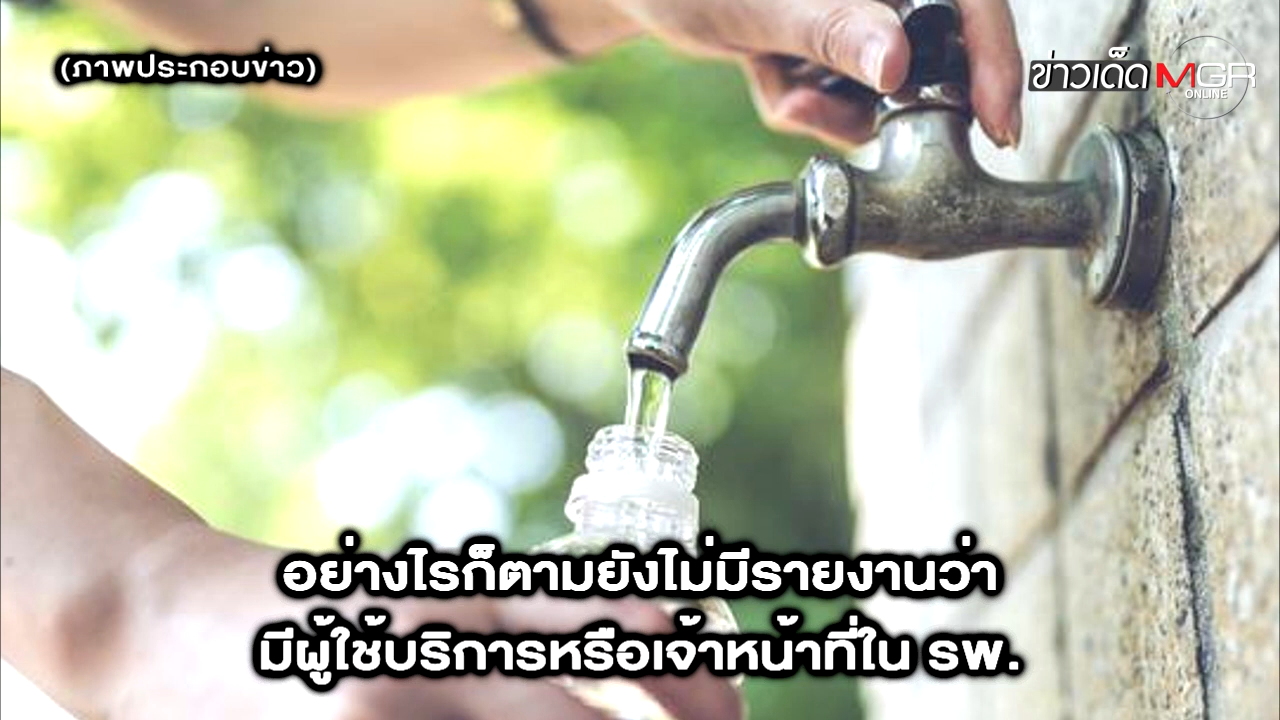 (ภาพประกอบข่าว)
ข่าวเด็ด MGR
ONLINE
อย่างไรก็ตามยังไม่มีรายงานว่า
มีผู้ใช้บริการหรือเจ้าหน้าที่ใน รพ.